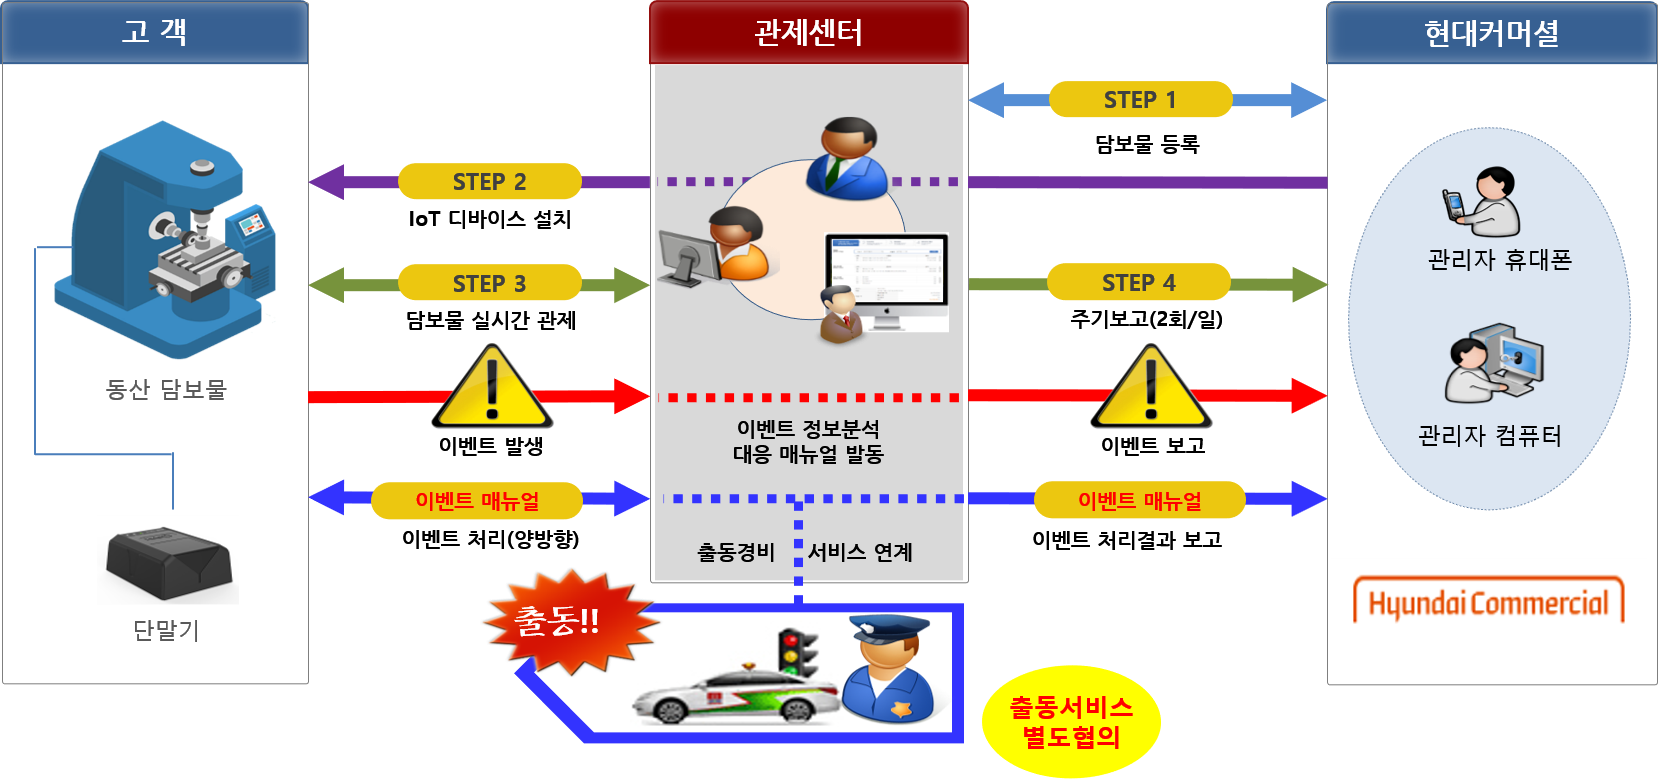 고 객
관제센터
현대커머셜
STEP 1
담보물 등록
STEP 2
IoT 디바이스 설치
STEP 3
담보물 실시간 관제
STEP 4
주기보고(2회/일)
관리자 휴대폰
관리자 컴퓨터
동산 담보물
단말기
이벤트 발생
이벤트 정보분석
대응 매뉴얼 발동
이벤트 보고
이벤트 매뉴얼
이벤트 처리(양방향)
출동경비
서비스 연계
이벤트 매뉴얼
이벤트 처리결과 보고
Hyundai Commercial
출동!!
출동서비스
별도협의